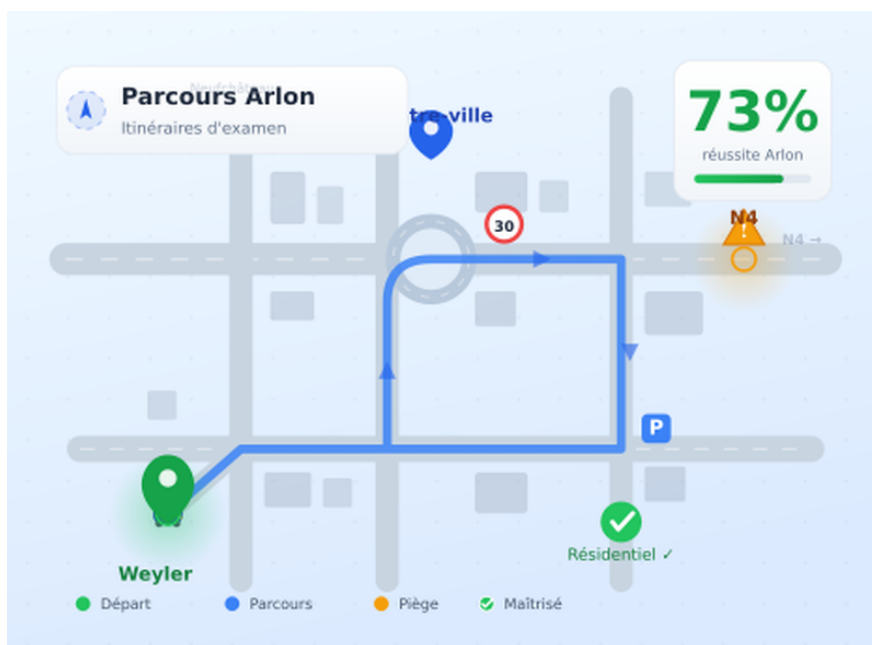 Parcours Arlon
Itinéraires d'examen
tre-ville
73%
réussite Arlon
30
N4
!
N4 →
P
Résidentiel ✓
Weyler
Départ
Parcours
Piège
Maîtrisé